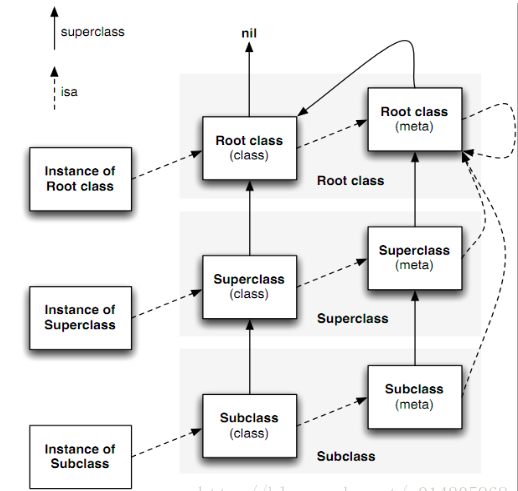 superclass
isa
nil
Root class
(class)
Root class
(meta)
Instance of
Root class
Root class
Superclass
(class)
Superclass
(meta)
Instance of
Superclass
Superclass
Subclass
(class)
Subclass
(meta)
Instance of
Subclass
Subclass